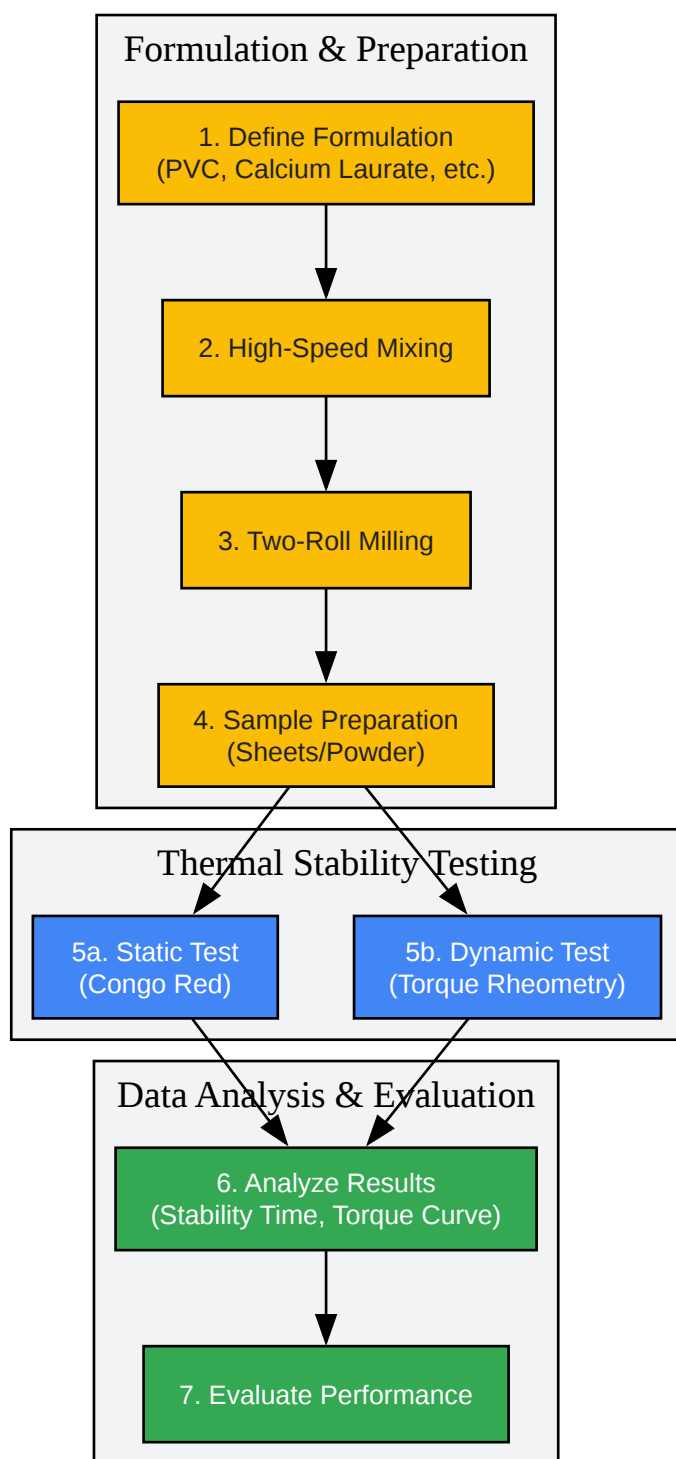 Formulation & Preparation
1. Define Formulation
(PVC, Calcium Laurate, etc.)
2. High-Speed Mixing
3. Two-Roll Milling
4. Sample Preparation
(Sheets/Powder)
Thermal Stability Testing
5a. Static Test
(Congo Red)
5b. Dynamic Test
(Torque Rheometry)
Data Analysis & Evaluation
6. Analyze Results
(Stability Time, Torque Curve)
7. Evaluate Performance